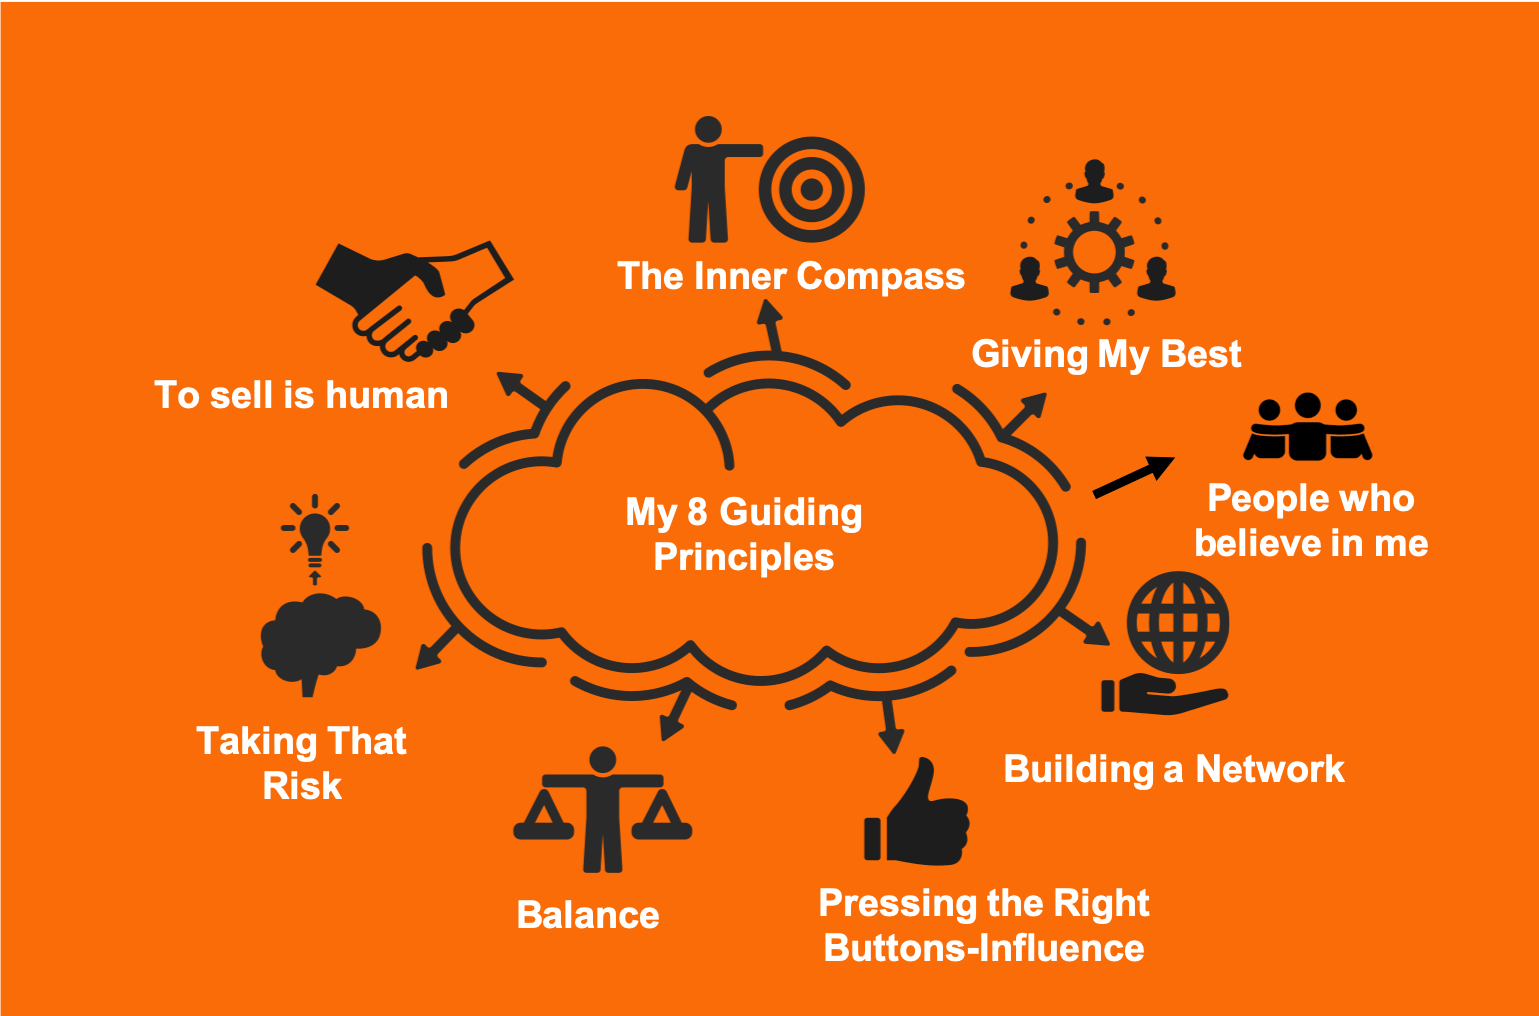 The Inner Compass
Giving My Best
To sell is human
People who
believe in me
My 8 Guiding
Principles
Taking That
Risk
Building a Network
Balance
Pressing the Right
Buttons-Influence